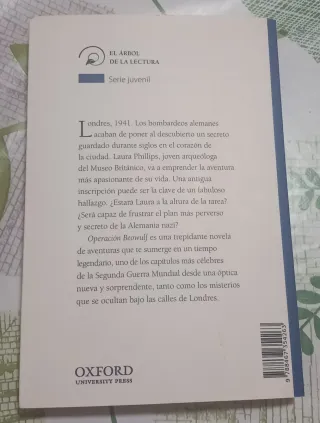 EL ÁRBOL
DE LA LECTURA
Serie juvenil
Londres, 1941. Los bombardeos alemanes
acaban de poner al descubierto un secreto
guardado durante siglos en el corazón de
la ciudad. Laura Phillips, joven arqueóloga
del Museo Británico, va a emprender la aventura
más apasionante de su vida. Una antigua
inscripción puede ser la clave de un fabuloso
hallazgo. ¿Estará Laura a la altura de la tarea?
¿Será capaz de frustrar el plan más perverso
y secreto de la Alemania nazi?
Operación Beowulf es una trepidante novela
de aventuras que te sumerge en un tiempo
legendario, uno de los capítulos más célebres
de la Segunda Guerra Mundial desde una óptica
nueva y sorprendente, tanto como los misterios
que se ocultan bajo las calles de Londres.
OXFORD
UNIVERSITY PRESS
9 788467 354263